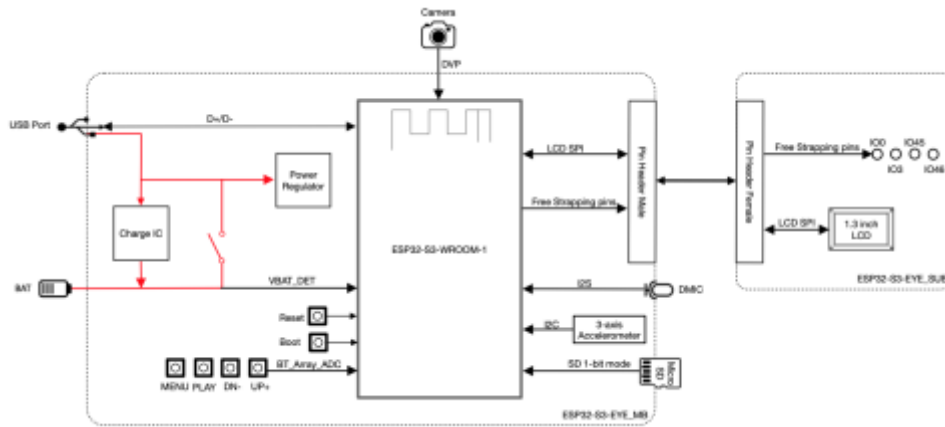 Camera
DVP
USB Port
D+/D-
Power
Regulator
Charge IC
BAT
VBAT_DET
Reset
Boot
BT_Array_ADC
MENU PLAY DN- UP+
ESP32-S3-WROOM-1
LCD SPI
Free Strapping pins
I2S
DMIC
I2C
3-axis
Accelerometer
SD 1-bit mode
Micro
SD
ESP32-S3-EYE_MB
Pin Header Male
Pin Header Female
Free Strapping pins
IO0
IO45
IO3
IO46
LCD SPI
1.3 inch
LCD
ESP32-S3-EYE_SUB